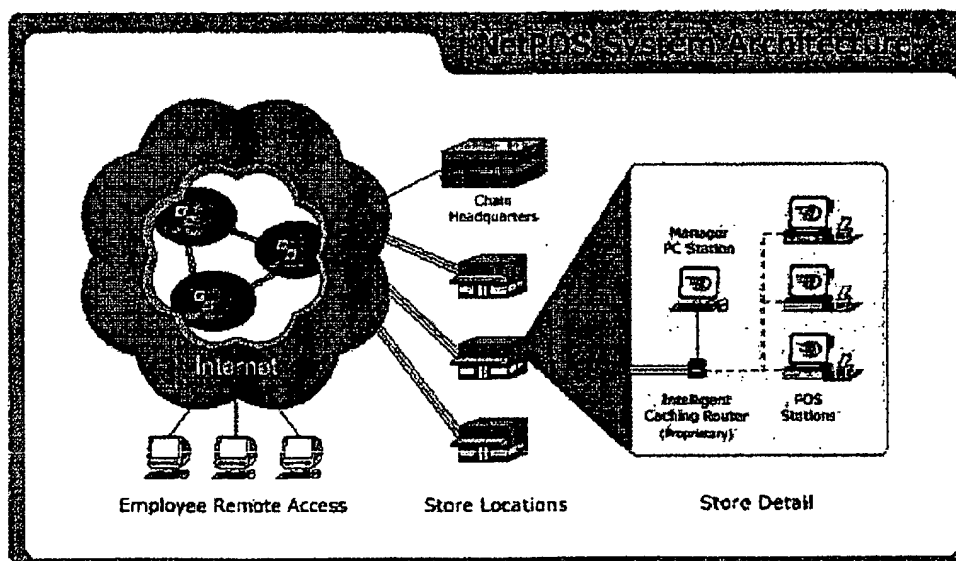 NetPOS System Architecture
Internet
Chain
Headquarters
Manager
PC Station
Intelligent
Caching Router
(Proprietary)
POS
Stations
Employee Remote Access
Store Locations
Store Detail